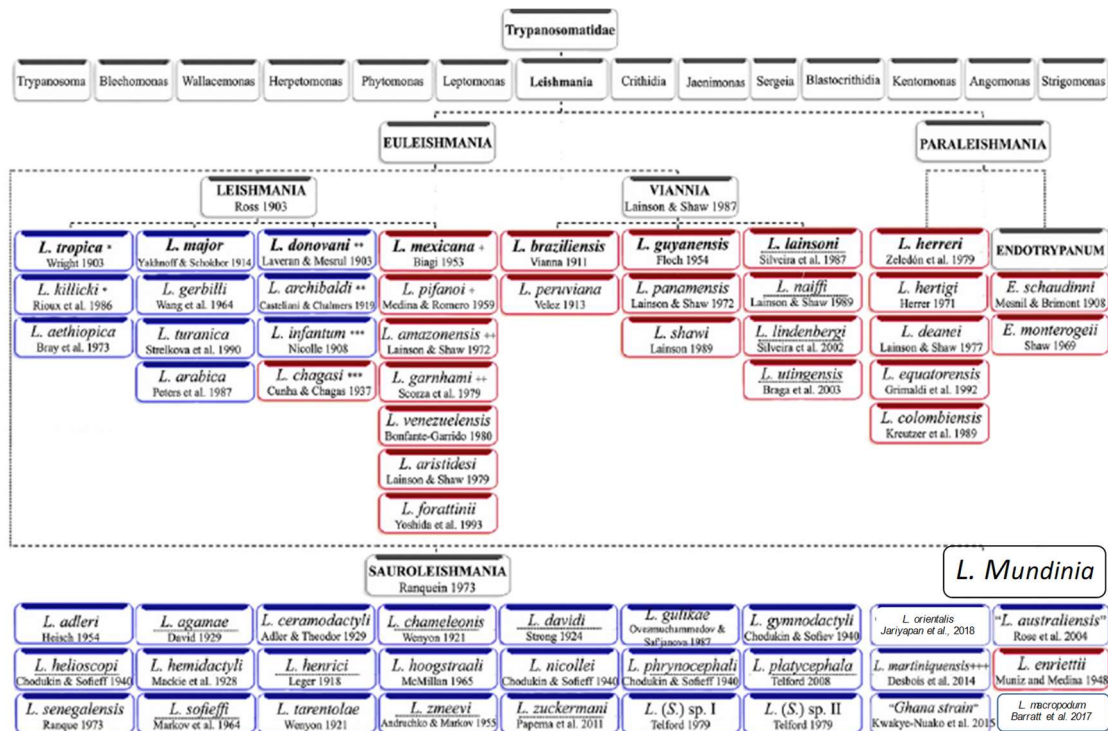 Trypanosomatidae
Trypanosoma
Blechomonas
Wallacemonas
Herpetomonas
Phytomonas
Leptomonas
Leishmania
Crithidia
Jaenimonas
Sergeia
Blastocrithidia
Kentomonas
Angomonas
Strigomonas
EULEISHMANIA
PARALEISHMANIA
LEISHMANIA
Ross 1903
VIANNIA
Lainson & Shaw 1987
L. tropica *
Wright 1903
L. killicki *
Rioux et al. 1986
L. aethiopica
Bray et al. 1973
L. major
Yakhnoff & Schokhor 1914
L. gerbilli
Wang et al. 1964
L. turanica
Strelkova et al. 1990
L. arabica
Peters et al. 1987
L. donovani **
Laveran & Mesnil 1903
L. archibaldi **
Castellani & Chalmers 1919
L. infantum ***
Nicolle 1908
L. chagasi ***
Cunha & Chagas 1937
L. mexicana +
Biagi 1953
L. pifanoi +
Medina & Romero 1959
L. amazonensis ++
Lainson & Shaw 1972
L. garnhami ++
Scorza et al. 1979
L. venezuelensis
Bonfante-Garrido 1980
L. aristidesi
Lainson & Shaw 1979
L. forattinii
Yoshida et al. 1993
L. braziliensis
Vianna 1911
L. peruviana
Velez 1913
L. guyanensis
Floch 1954
L. panamensis
Lainson & Shaw 1972
L. shawi
Lainson 1989
L. lainsoni
Silveira et al. 1987
L. naiffi
Lainson & Shaw 1989
L. lindenbergi
Silveira et al. 2002
L. utingensis
Braga et al. 2003
L. herreri
Zeledón et al. 1979
L. hertigi
Herrer 1971
L. deanei
Lainson & Shaw 1977
L. equatorensis
Grimaldi et al. 1992
L. colombiensis
Kreutzer et al. 1989
ENDOTRYPANUM
E. schaudinni
Mesnil & Brimont 1908
E. monterogeii
Shaw 1969
SAUROLEISHMANIA
Ranquein 1973
L. Mundinia
L. adleri
Heisch 1954
L. agamae
David 1929
L. ceramodactyli
Adler & Theodor 1929
L. chameleonis
Wenyon 1921
L. davidi
Strong 1924
L. gulikae
Ovezmuchammedov &
Saf'janova 1987
L. gymnodactyli
Chodukin & Sofiev 1940
L. orientalis
Jariyapan et al., 2018
"L. australiensis"
Rose et al. 2004
L. helioscopi
Chodukin & Sofieff 1940
L. hemidactyli
Mackie et al. 1928
L. henrici
Leger 1918
L. hoogstraali
McMillan 1965
L. nicollei
Chodukin & Sofieff 1940
L. phrynocephali
Chodukin & Sofieff 1940
L. platycephala
Telford 2008
L. martiniquensis+++
Desbois et al. 2014
L. enriettii
Muniz and Medina 1948
L. senegalensis
Ranque 1973
L. sofieffi
Markov et al. 1964
L. tarentolae
Wenyon 1921
L. zmeevi
Andruchko & Markov 1955
L. zuckermani
Paperna et al. 2011
L. (S.) sp. I
Telford 1979
L. (S.) sp. II
Telford 1979
"Ghana strain"
Kwakye-Nuako et al. 2015
L. macropodum
Barratt et al. 2017